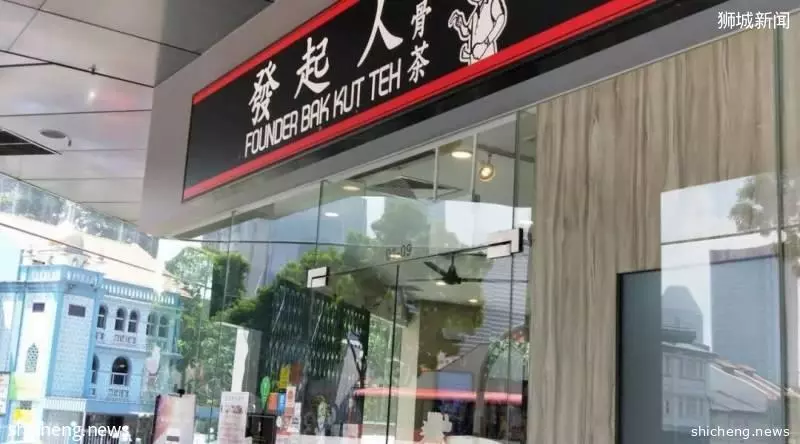 狮城新闻
發起人
骨茶
FOUNDER BAK KUT TEH
shicheng.news
shicheng.news